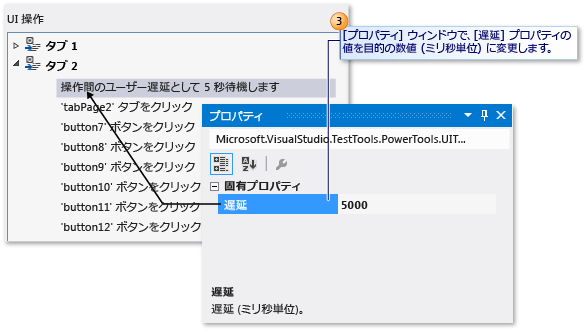 UI 操作
タブ 1
タブ 2
操作間のユーザー遅延として 5 秒待機します
'tabPage2' タブをクリック
'button7' ボタンをクリック
'button8' ボタンをクリック
'button9' ボタンをクリック
'button10' ボタンをクリック
'button11' ボタンをクリック
'button12' ボタンをクリック
3
[プロパティ] ウィンドウで、[遅延] プロパティの
値を目的の数値 (ミリ秒単位) に変更します。
プロパティ
Microsoft.VisualStudio.TestTools.PowerTools.UIT...
固有プロパティ
遅延 5000
遅延
遅延 (ミリ秒単位)。